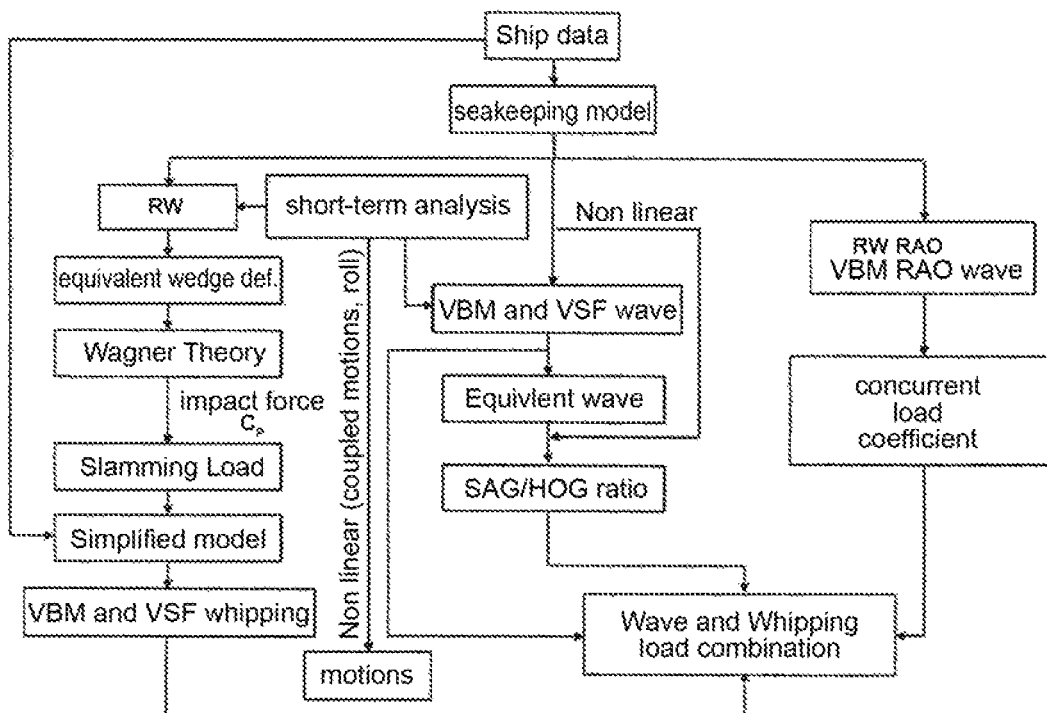 Ship data
seakeeping model
RW
short-term analysis
Non linear
RW RAO
VBM RAO wave
equivalent wedge def.
VBM and VSF wave
Wagner Theory
Equivlent wave
concurrent
load
coefficient
impact force
Cₚ
Slamming Load
SAG/HOG ratio
Simplified model
Non linear (coupled motions, roll)
VBM and VSF whipping
Wave and Whipping
load combination
motions